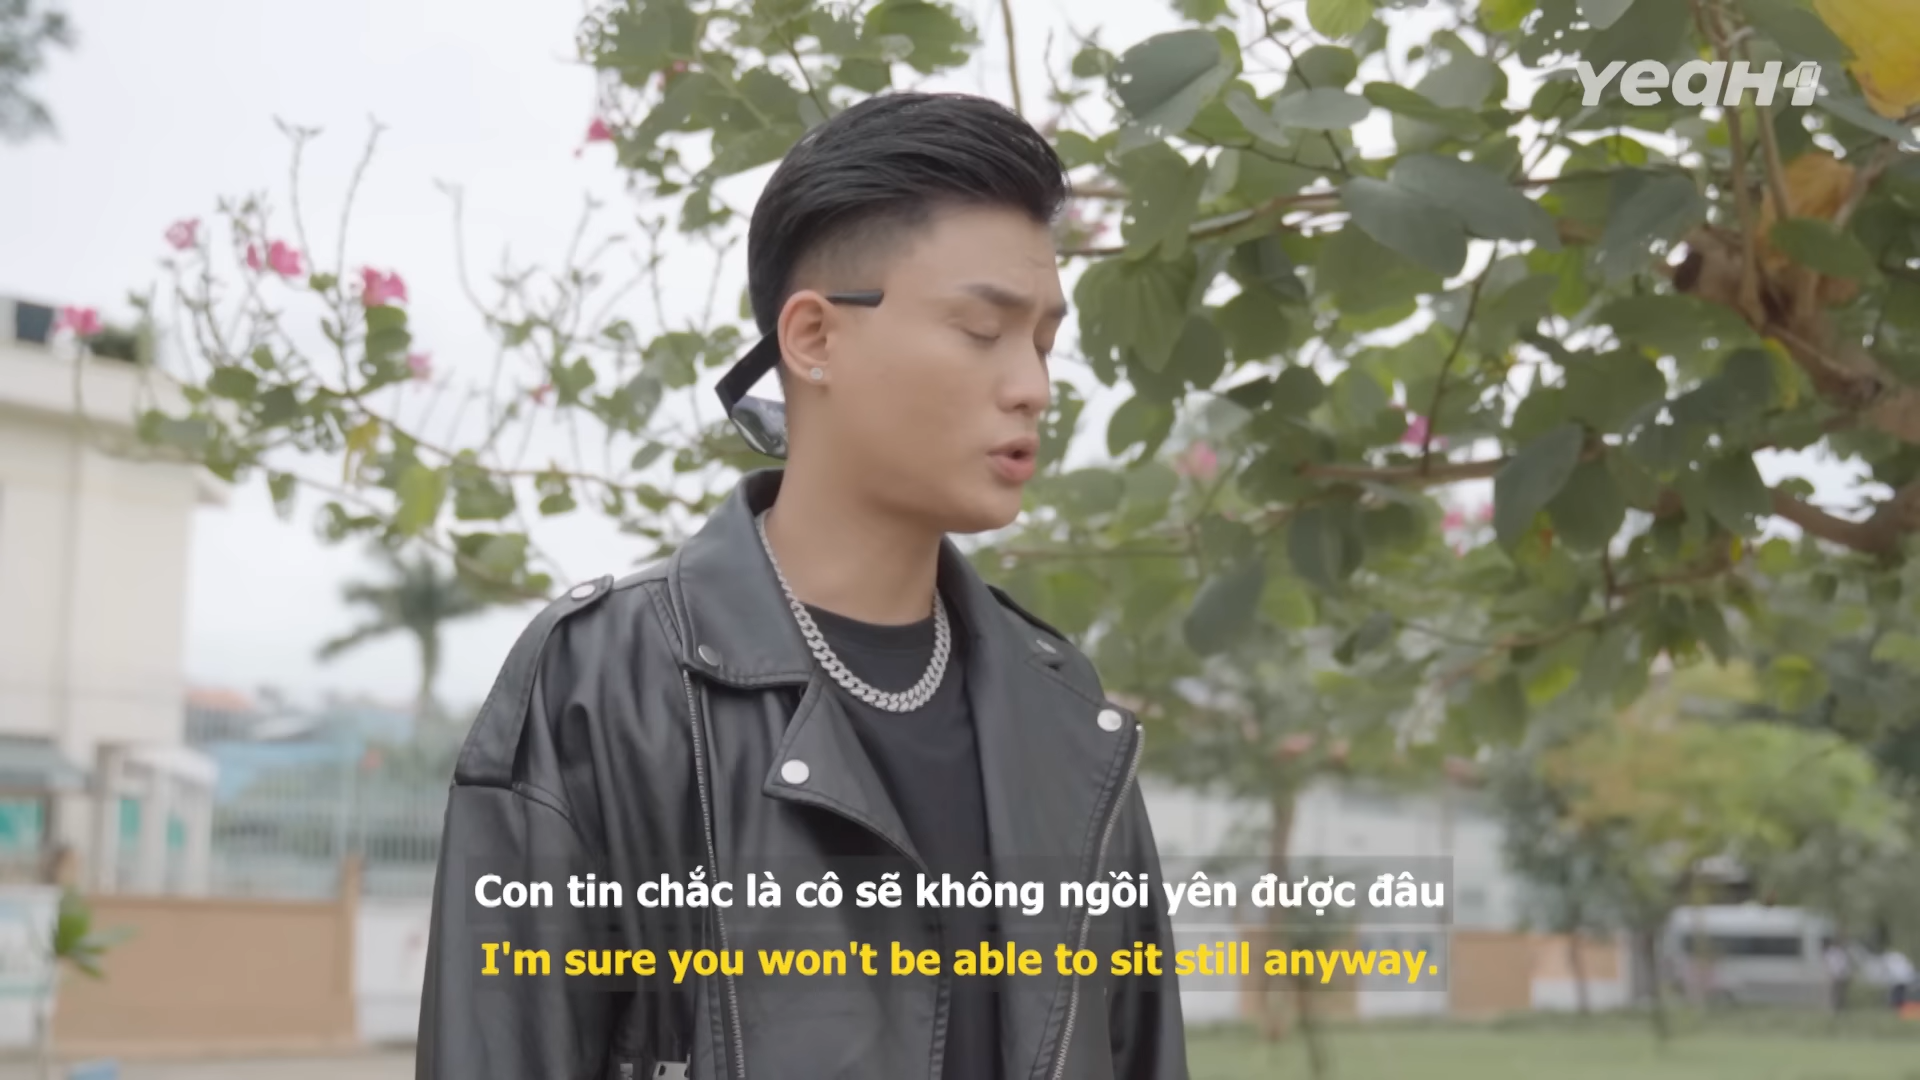 YEAH1
Con tin chắc là cô sẽ không ngồi yên được đâu
I'm sure you won't be able to sit still anyway.